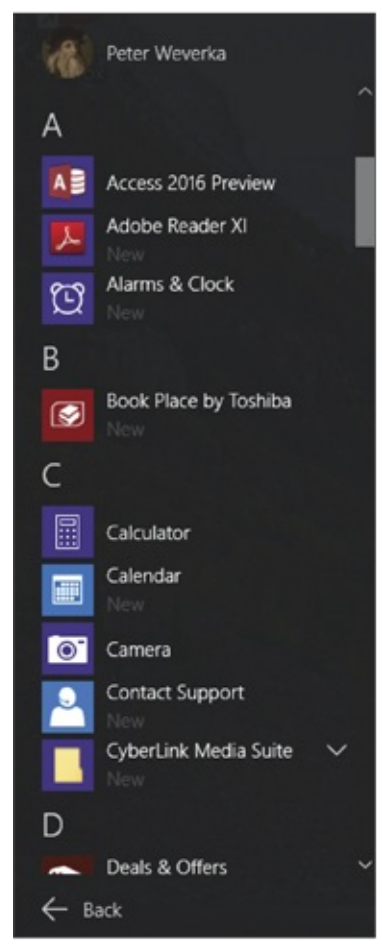 Peter Weverka
A
Access 2016 Preview
Adobe Reader XI
New
Alarms & Clock
New
B
Book Place by Toshiba
New
C
Calculator
Calendar
New
Camera
Contact Support
New
CyberLink Media Suite
New
D
Deals & Offers
Back